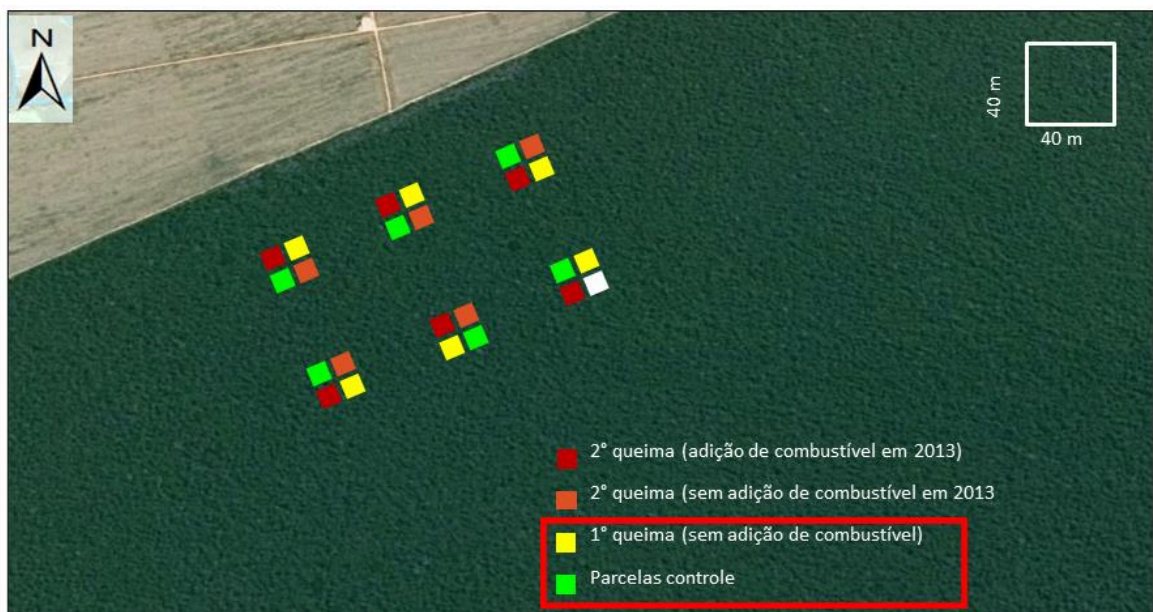 N
40 m
40 m
2° queima (adição de combustível em 2013)
2° queima (sem adição de combustível em 2013
1° queima (sem adição de combustível)
Parcelas controle